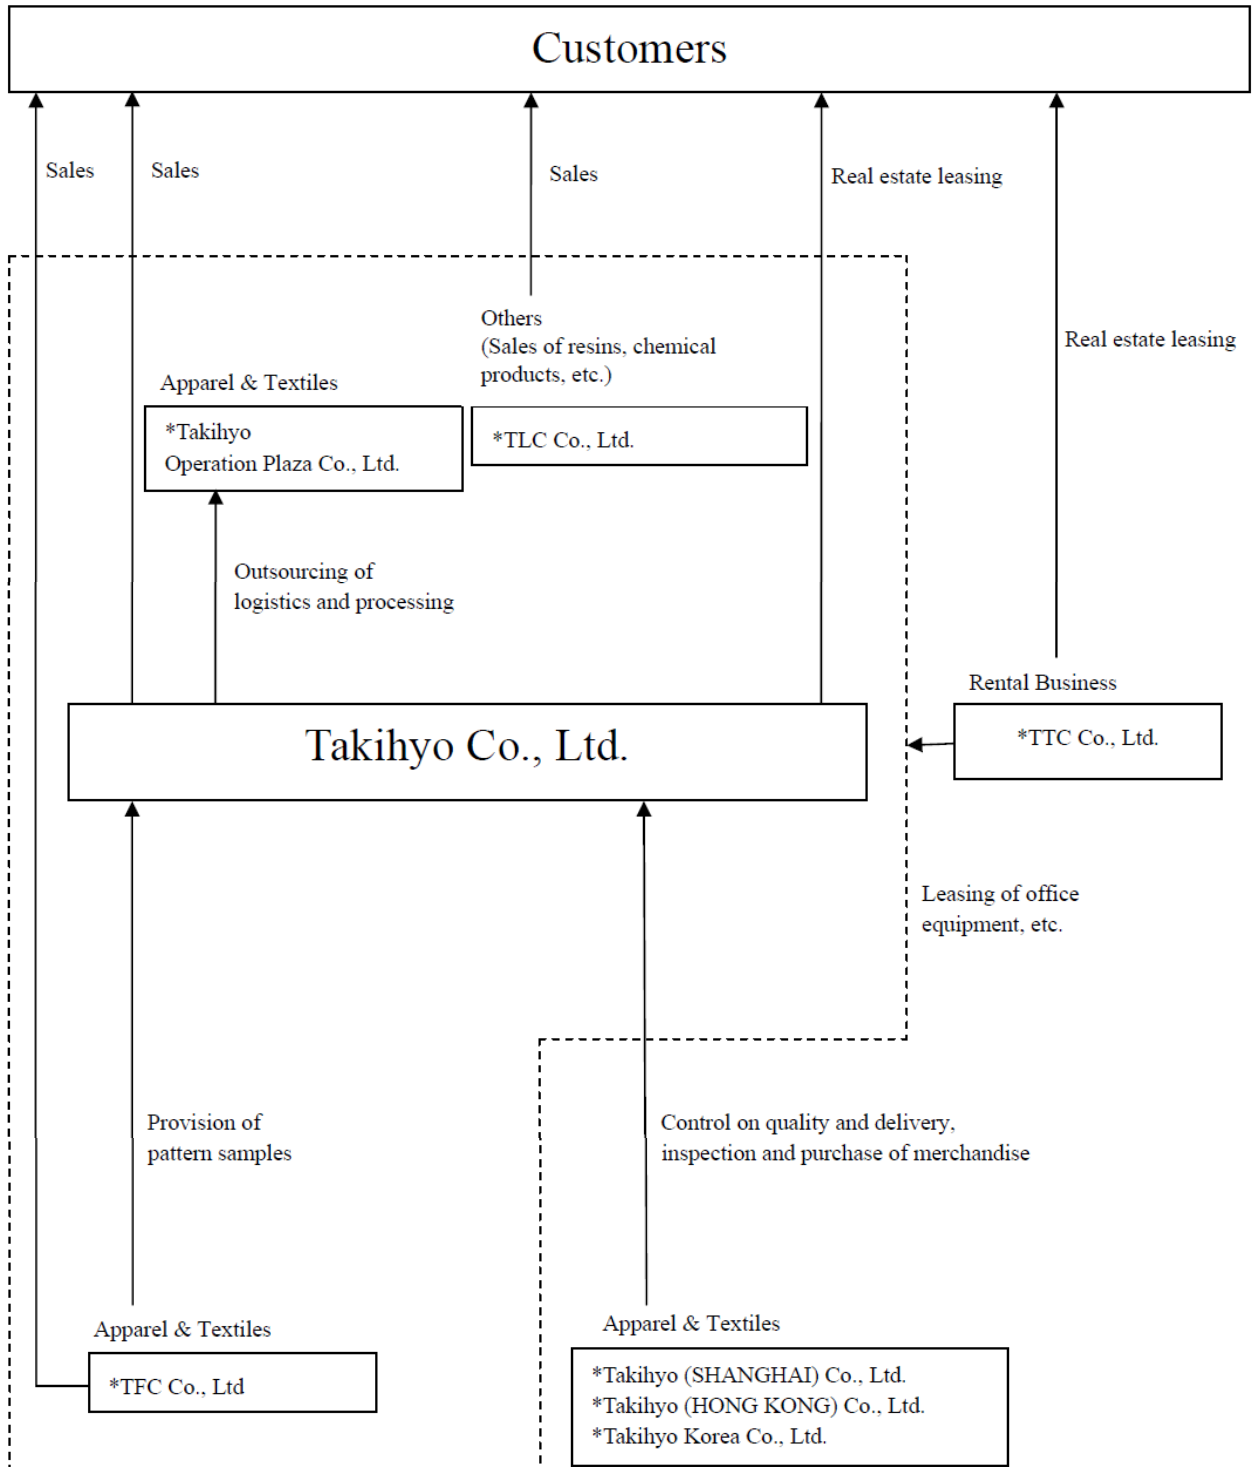 Customers
Sales
Sales
Sales
Real estate leasing
Others
(Sales of resins, chemical
products, etc.)
Real estate leasing
Apparel & Textiles
*Takihyo
Operation Plaza Co., Ltd.
*TLC Co., Ltd.
Outsourcing of
logistics and processing
Rental Business
*TTC Co., Ltd.
Takihyo Co., Ltd.
Leasing of office
equipment, etc.
Provision of
pattern samples
Control on quality and delivery,
inspection and purchase of merchandise
Apparel & Textiles
*TFC Co., Ltd
Apparel & Textiles
*Takihyo (SHANGHAI) Co., Ltd.
*Takihyo (HONG KONG) Co., Ltd.
*Takihyo Korea Co., Ltd.